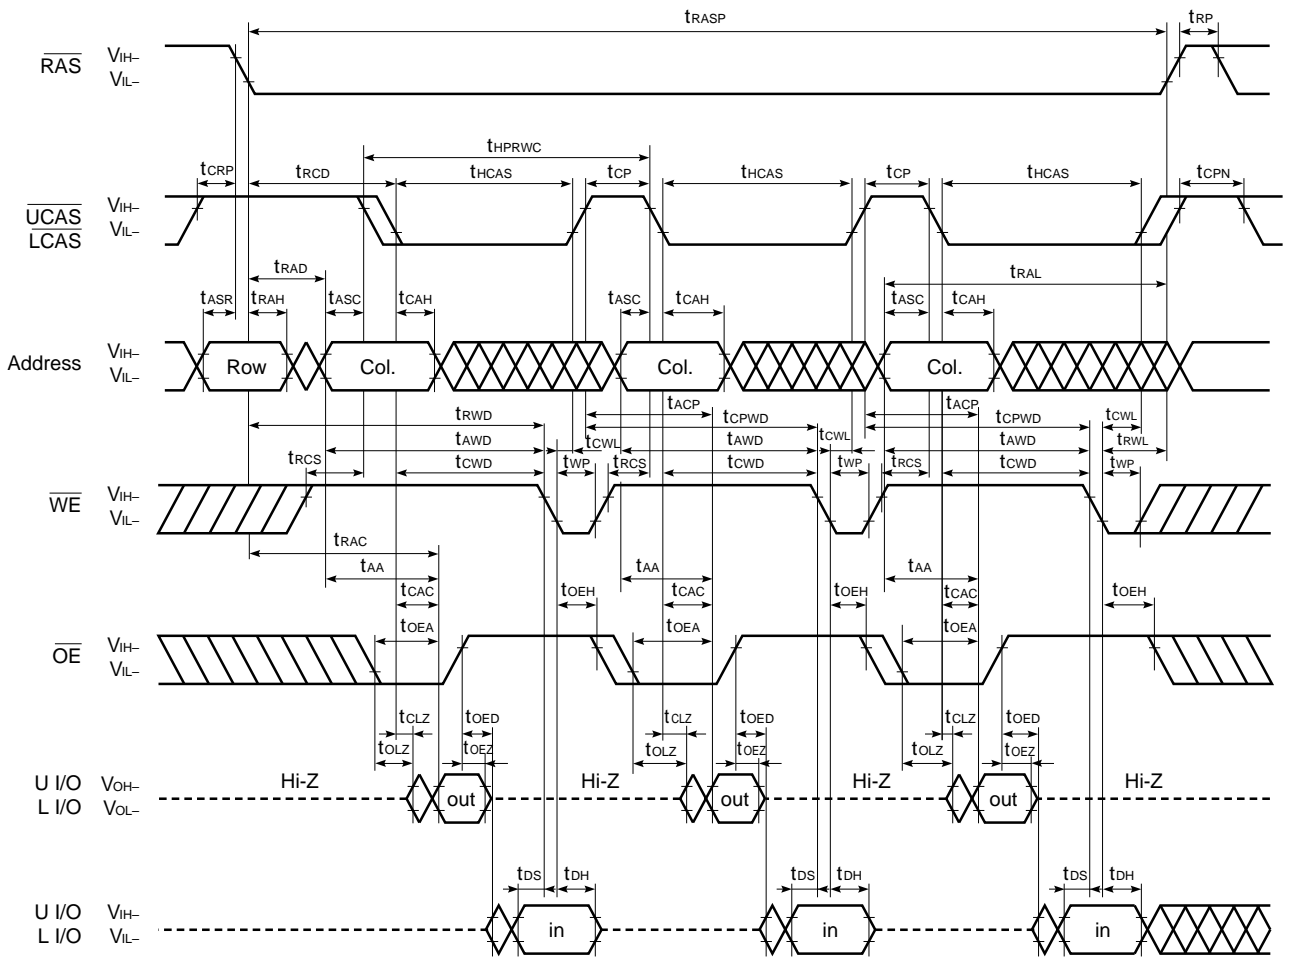 tRASP tRP
RAS VIH–
VIL–
tHPRWC
tCRP tRCD tHCAS tCP tHCAS tCP tHCAS tCPN
UCAS VIH–
LCAS VIL–
tRAD tRAL
tASR tRAH tASC tCAH tASC tCAH tASC tCAH
Address VIH–
VIL–
Row Col. Col. Col.
tACP tACP
tRWD tCPWD tCPWD tCWL
tAWD tCWL tAWD tCWL tAWD tRWL
tRCS tCWD tWP tRCS tCWD tWP tRCS tCWD tWP
WE VIH–
VIL–
tRAC
tAA tAA tAA
tCAC tOEH tCAC tOEH tCAC tOEH
tOEA tOEA tOEA
OE VIH–
VIL–
tCLZ tOED tCLZ tOED tCLZ tOED
tOLZ tOEZ tOLZ tOEZ tOLZ tOEZ
U I/O VOH–
L I/O VOL–
Hi-Z out Hi-Z out Hi-Z out Hi-Z
tDS tDH tDS tDH tDS tDH
U I/O VIH–
L I/O VIL–
in in in